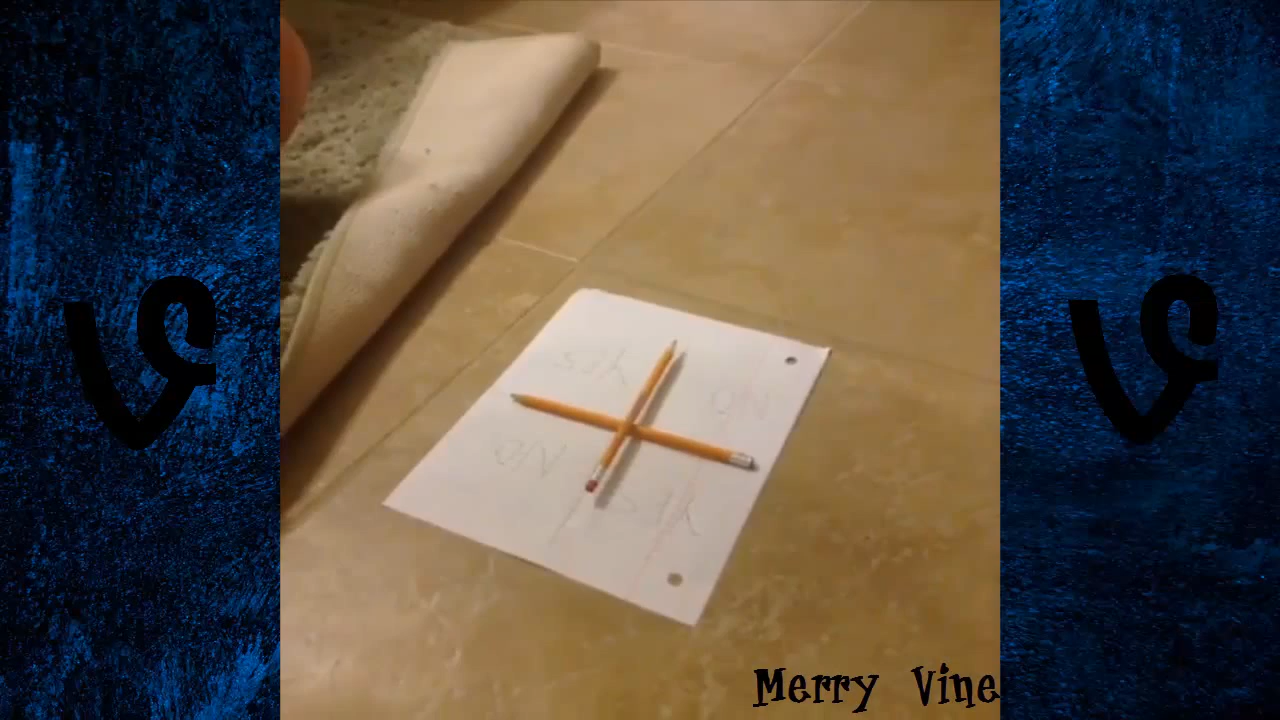 yes
No
No
yes
Merry Vine